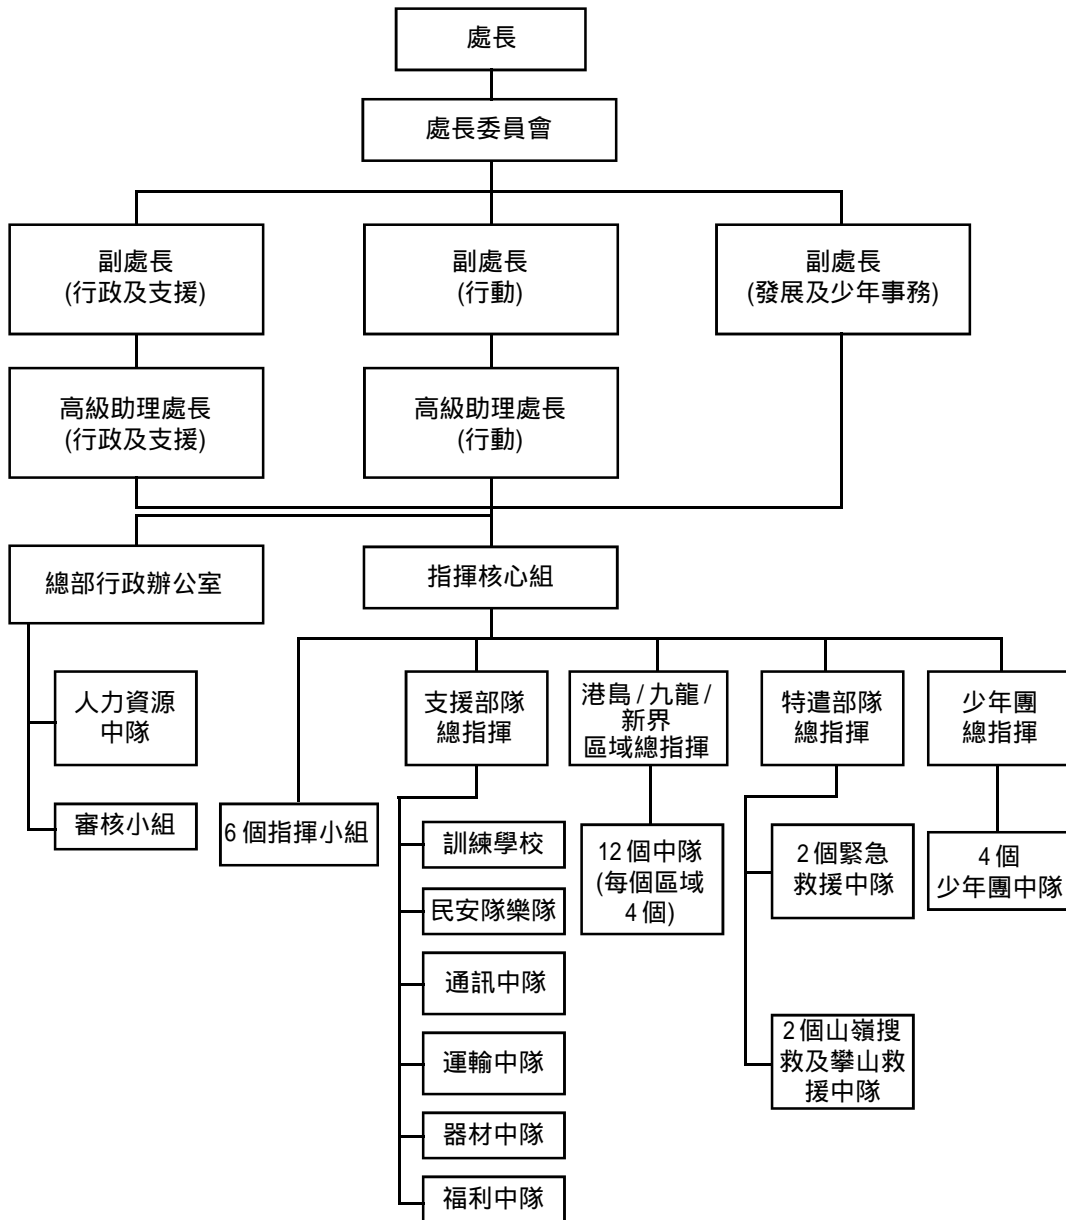 處長
處長委員會
副處長
(行政及支援)
副處長
(行動)
副處長
(發展及少年事務)
高級助理處長
(行政及支援)
高級助理處長
(行動)
總部行政辦公室
指揮核心組
人力資源
中隊
審核小組
6 個指揮小組
支援部隊
總指揮
訓練學校
民安隊樂隊
通訊中隊
運輸中隊
器材中隊
福利中隊
港島 / 九龍 /
新界
區域總指揮
12 個中隊
(每個區域
4 個)
特遣部隊
總指揮
2 個緊急
救援中隊
2 個山嶺搜
救及攀山救
援中隊
少年團
總指揮
4 個
少年團中隊